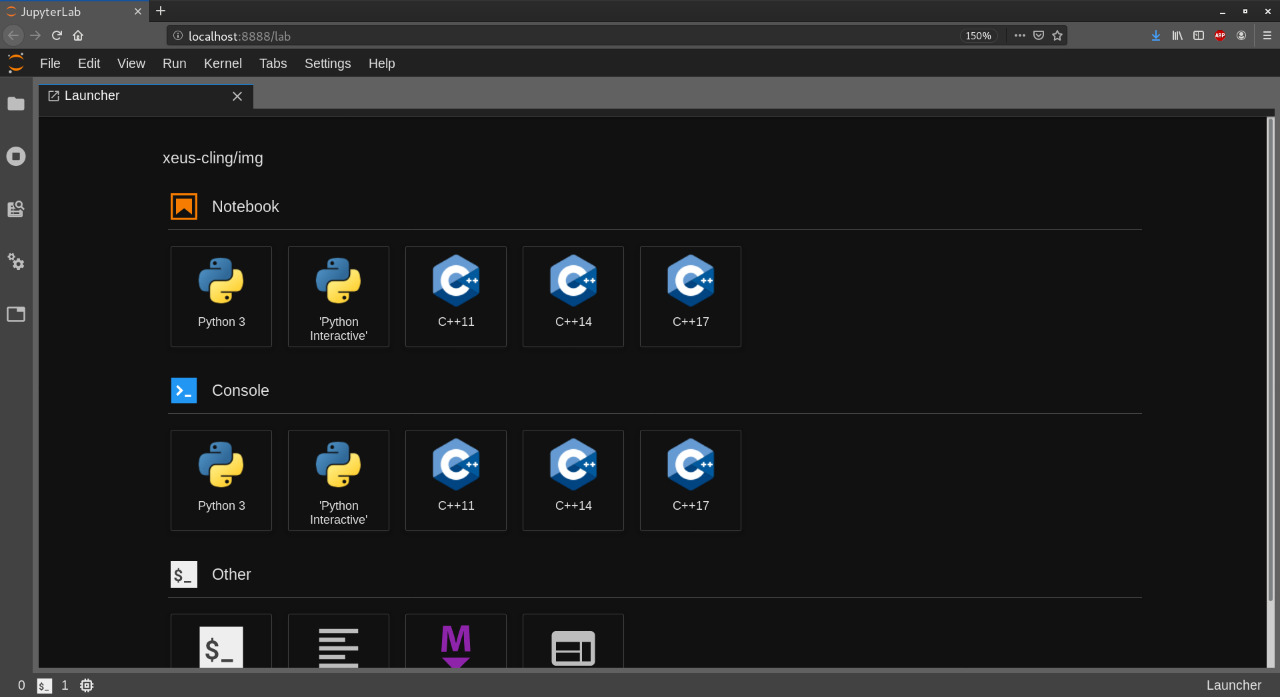 JupyterLab
localhost:8888/lab 150%
File Edit View Run Kernel Tabs Settings Help
Launcher
xeus-cling/img
Notebook
Python 3 'Python Interactive' C++11 C++14 C++17
Console
Python 3 'Python Interactive' C++11 C++14 C++17
$_ Other
$_ M
0 $_ 1 Launcher